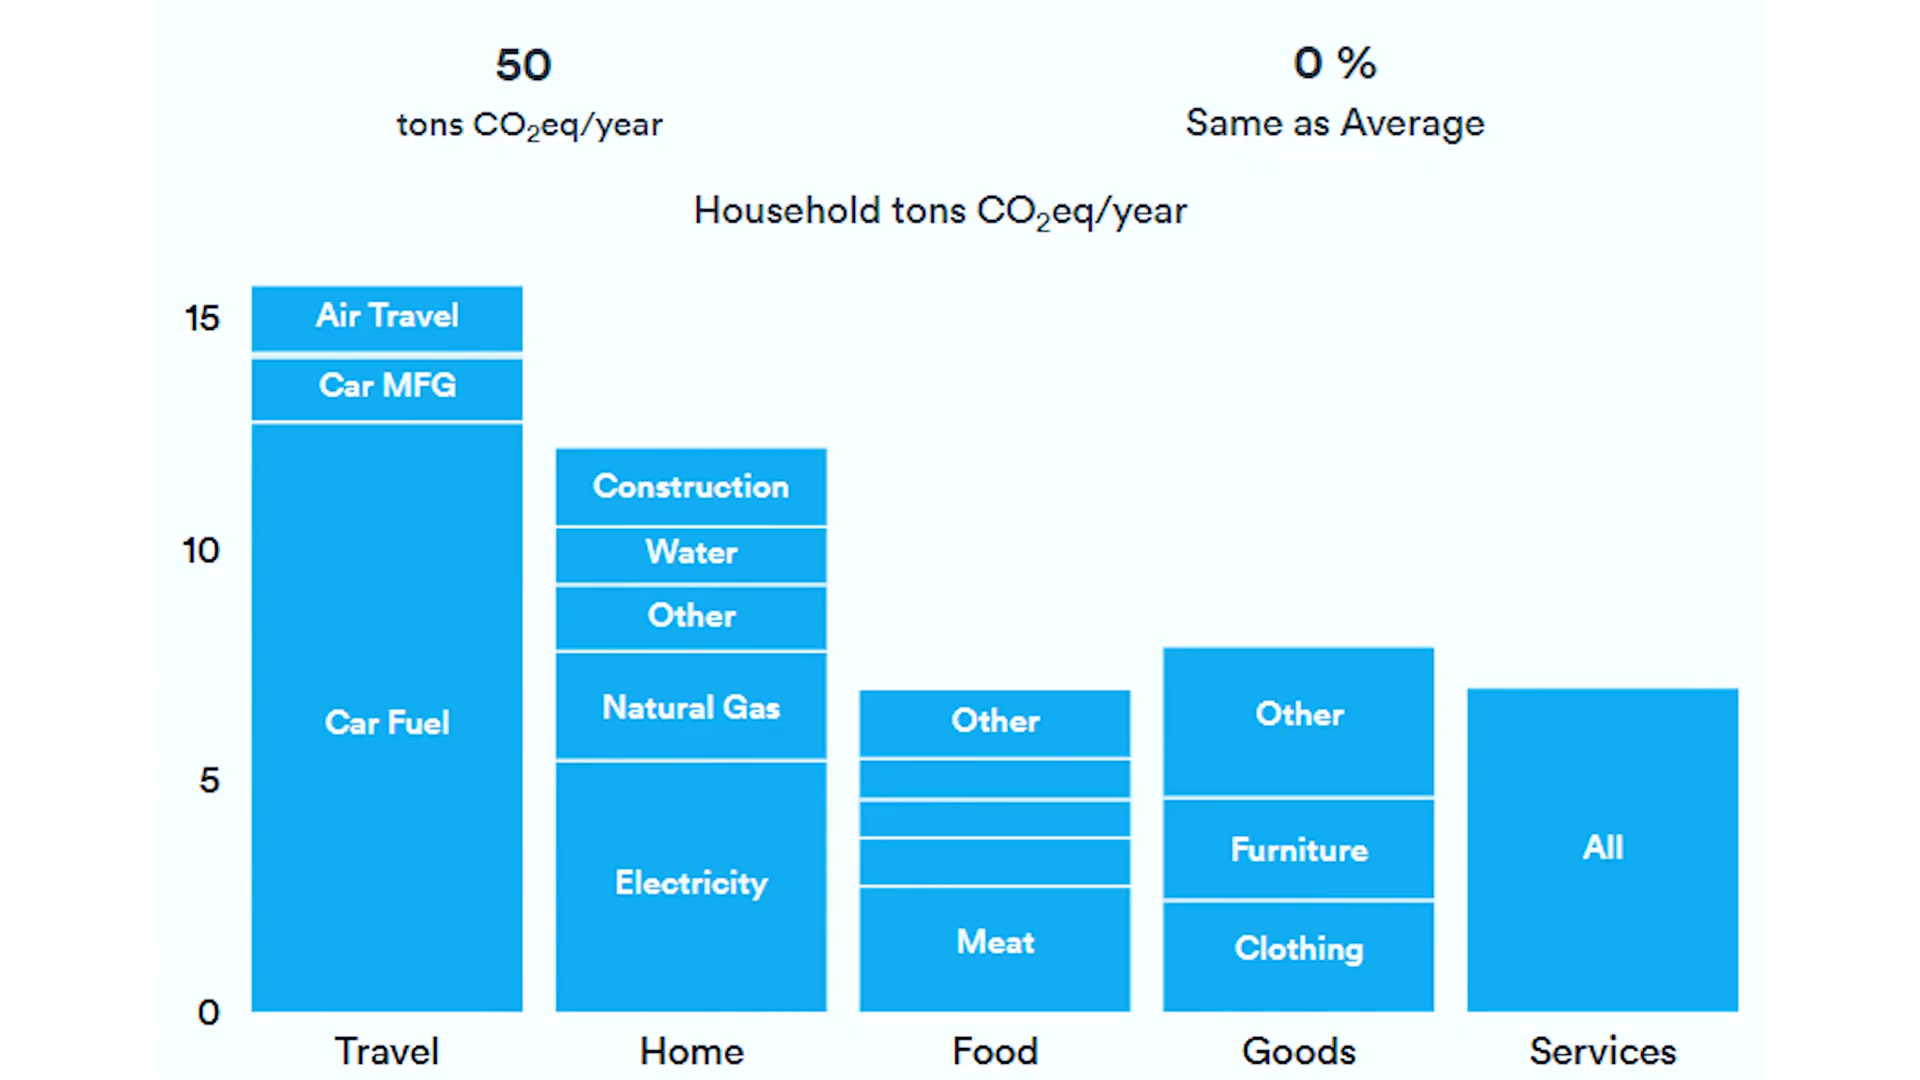 50
tons CO₂eq/year
0 %
Same as Average
Household tons CO₂eq/year
15
10
5
0
Air Travel
Car MFG
Car Fuel
Construction
Water
Other
Natural Gas
Electricity
Other
Meat
Other
Furniture
Clothing
All
Travel
Home
Food
Goods
Services